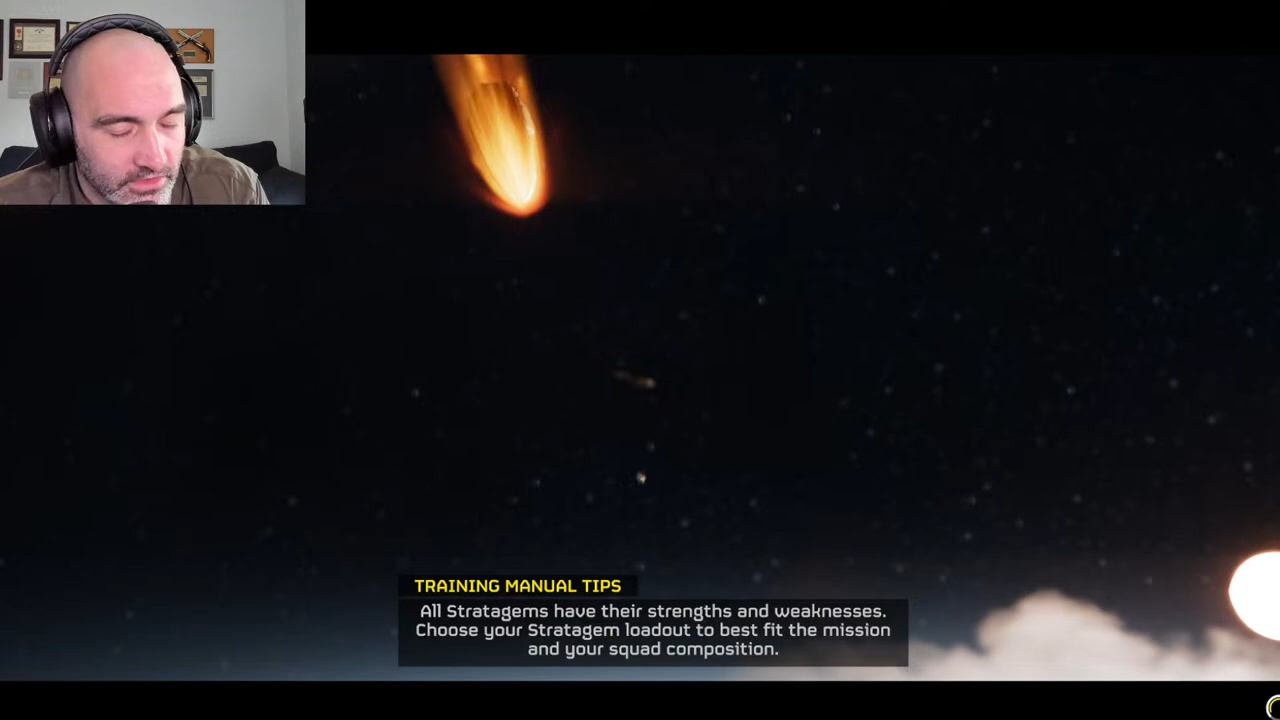 TRAINING MANUAL TIPS
All Stratagems have their strengths and weaknesses.
Choose your Stratagem loadout to best fit the mission
and your squad composition.